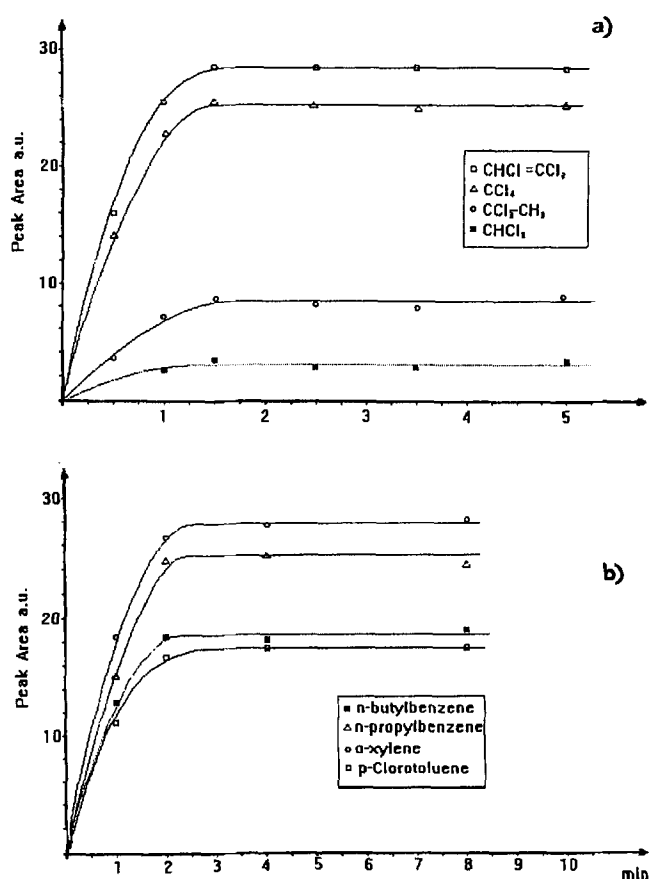 a)
30
20
10
Peak Area a.u.
CHCl =CCl₂
CCl₄
CCl₃-CH₃
CHCl₃
1 2 3 4 5
b)
30
20
10
Peak Area a.u.
n-butylbenzene
n-propylbenzene
o-xylene
p-Clorotoluene
1 2 3 4 5 6 7 8 10
min